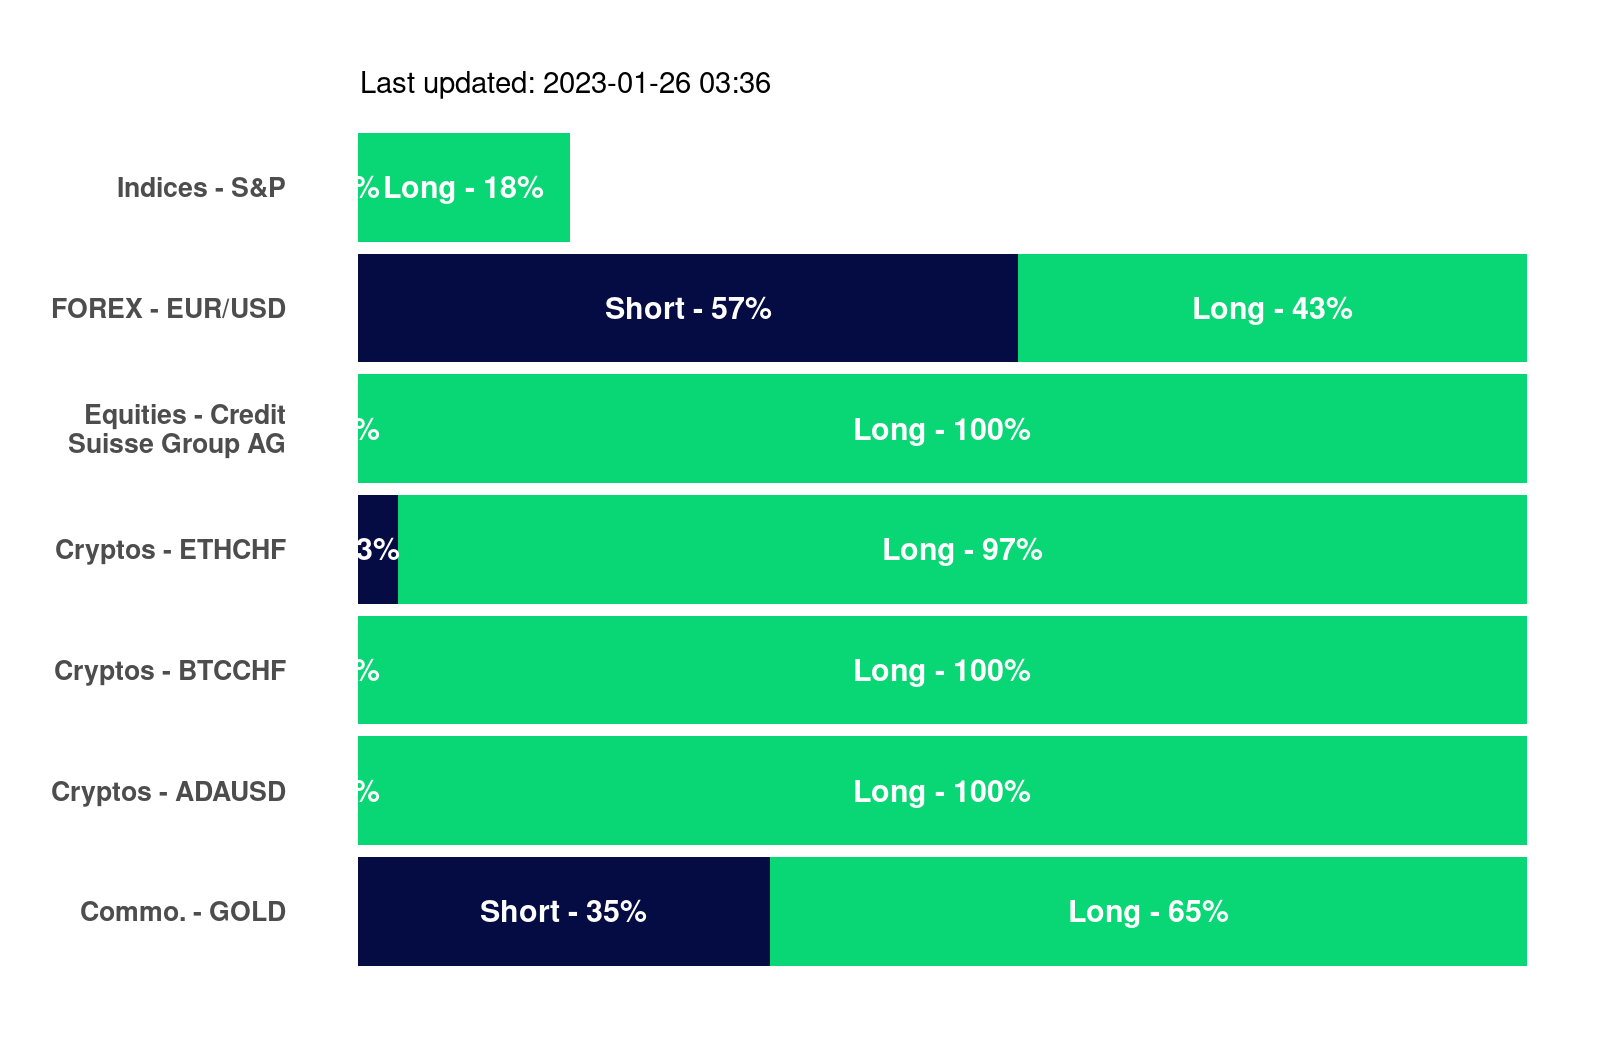 Last updated: 2023-01-26 03:36
Indices - S&P
% Long - 18%
FOREX - EUR/USD
Short - 57% Long - 43%
Equities - Credit
Suisse Group AG
% Long - 100%
Cryptos - ETHCHF
3% Long - 97%
Cryptos - BTCCHF
% Long - 100%
Cryptos - ADAUSD
% Long - 100%
Commo. - GOLD
Short - 35% Long - 65%